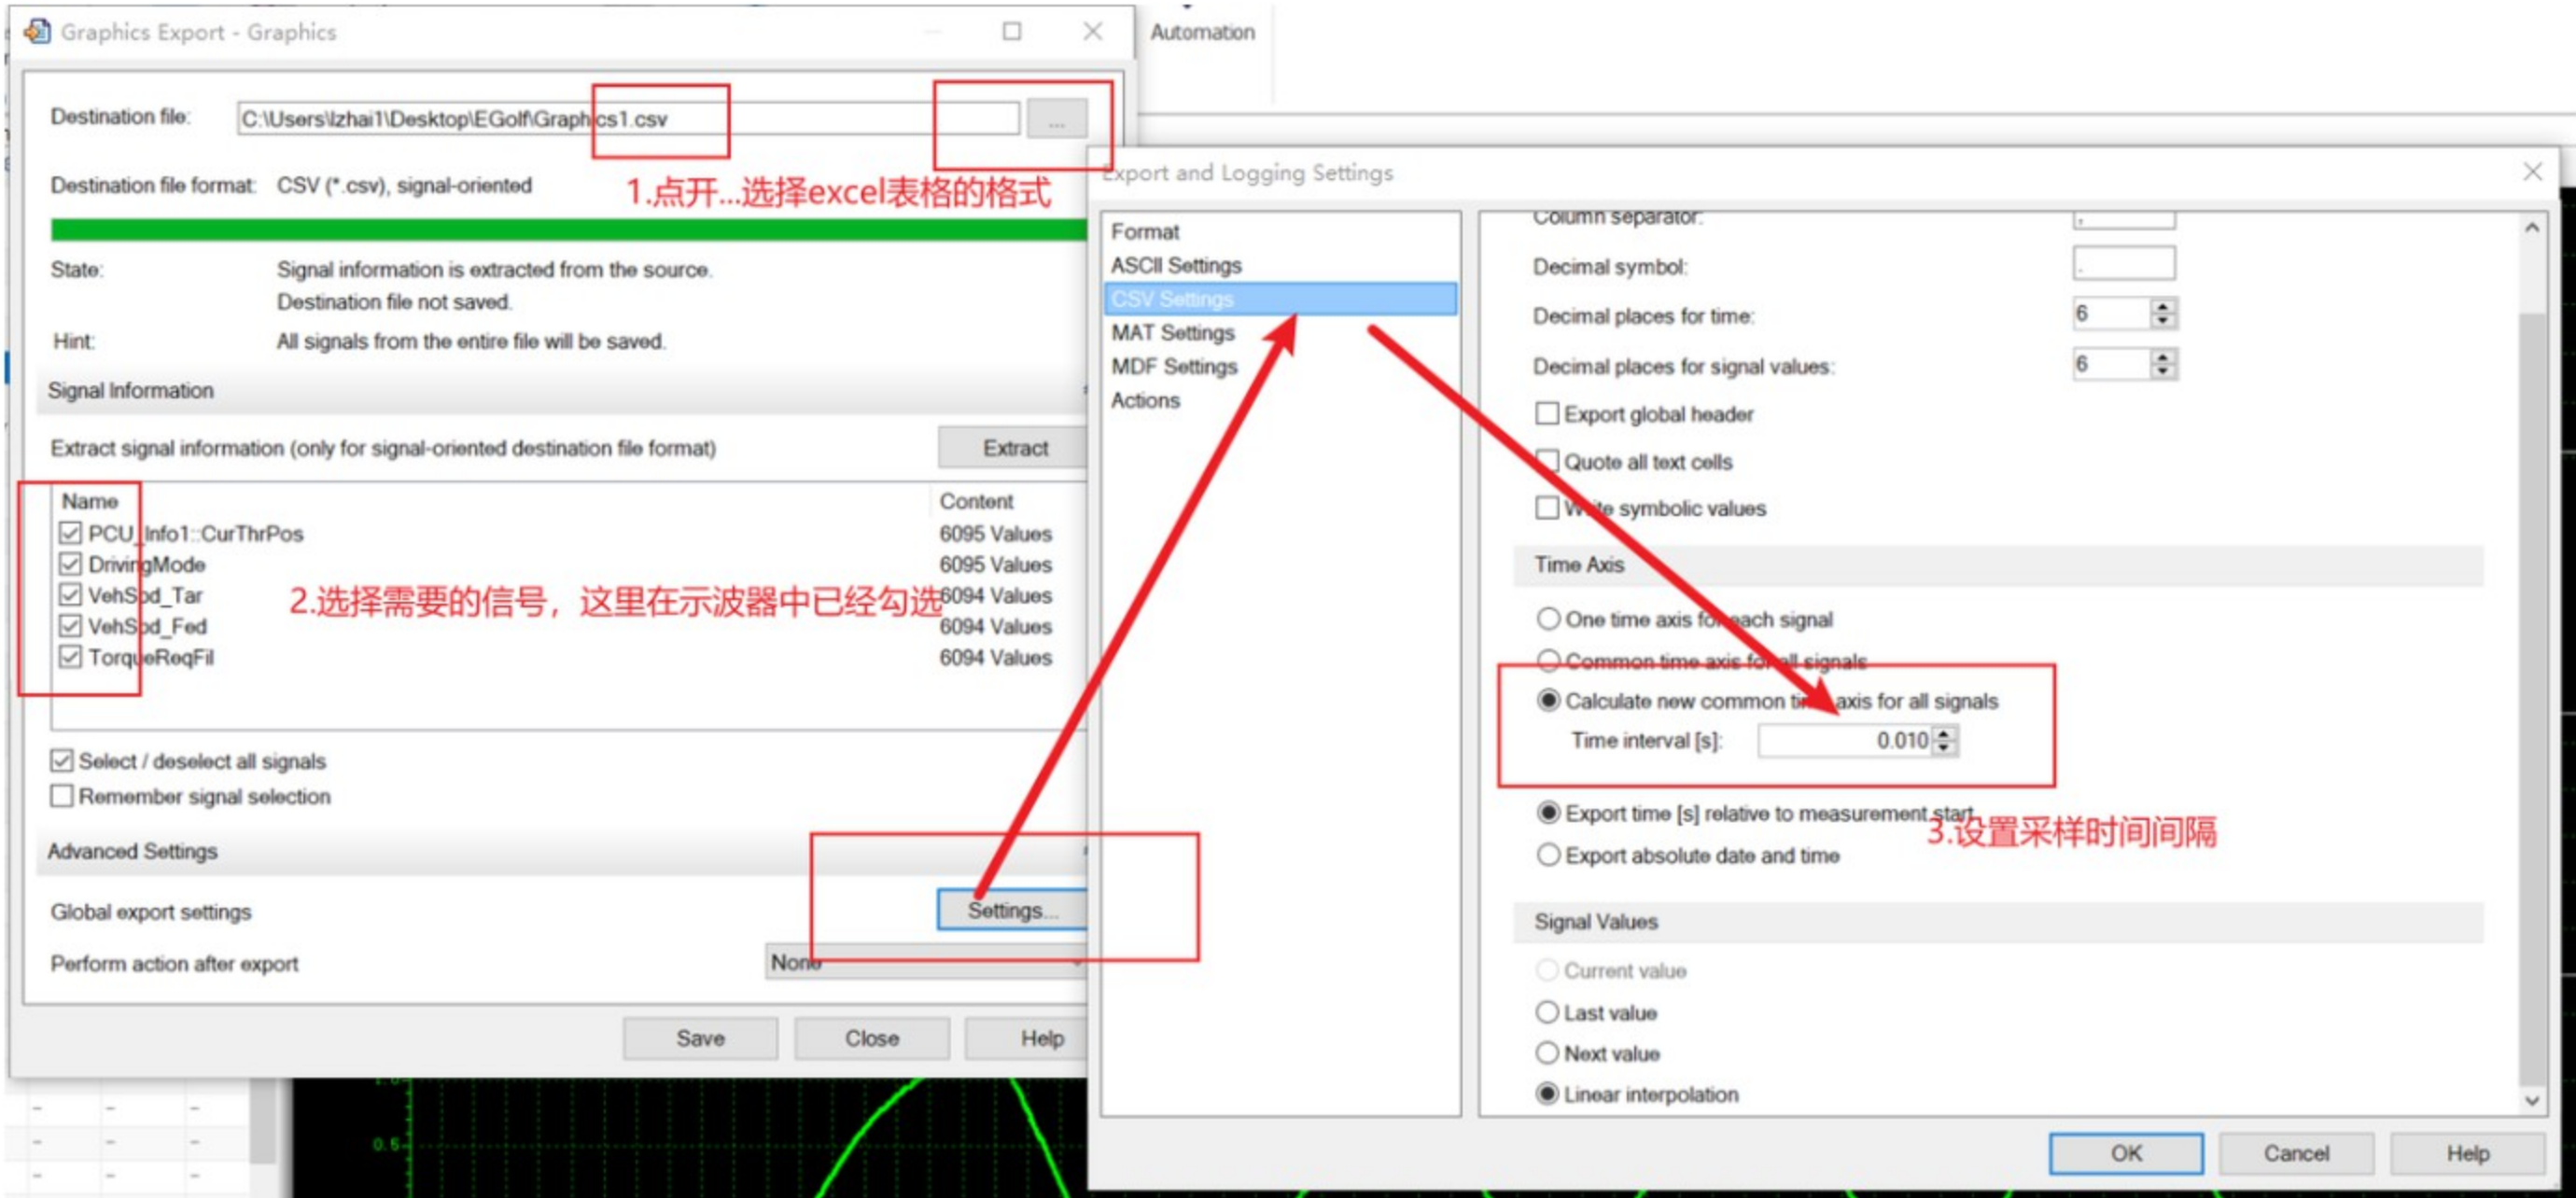 Graphics Export - Graphics
Automation
Destination file:
C:\Users\lzhai1\Desktop\EGolf\Graphics1.csv
...
Destination file format:
CSV (*.csv), signal-oriented
1.点开...选择excel表格的格式
State:
Signal information is extracted from the source.
Destination file not saved.
Hint:
All signals from the entire file will be saved.
Signal Information
Extract signal information (only for signal-oriented destination file format)
Extract
Name
Content
PCU_Info1::CurThrPos
6095 Values
DrivingMode
6095 Values
VehSpd_Tar
6094 Values
VehSpd_Fed
6094 Values
TorqueReqFil
6094 Values
2.选择需要的信号，这里在示波器中已经勾选
Select / deselect all signals
Remember signal selection
Advanced Settings
Global export settings
Settings...
Perform action after export
None
Save
Close
Help
1.0
0.5
Export and Logging Settings
Format
ASCII Settings
CSV Settings
MAT Settings
MDF Settings
Actions
Column separator:
,
Decimal symbol:
.
Decimal places for time:
6
Decimal places for signal values:
6
Export global header
Quote all text cells
Write symbolic values
Time Axis
One time axis for each signal
Common time axis for all signals
Calculate new common time axis for all signals
Time interval [s]:
0.010
Export time [s] relative to measurement start
3.设置采样时间间隔
Export absolute date and time
Signal Values
Current value
Last value
Next value
Linear interpolation
OK
Cancel
Help